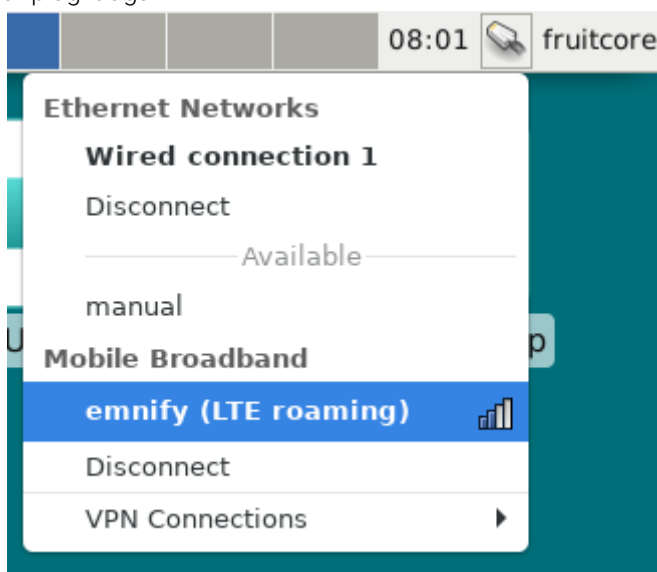 08:01 fruitcore
Ethernet Networks
Wired connection 1
Disconnect
Available
manual
U
p
Mobile Broadband
emnify (LTE roaming)
Disconnect
VPN Connections